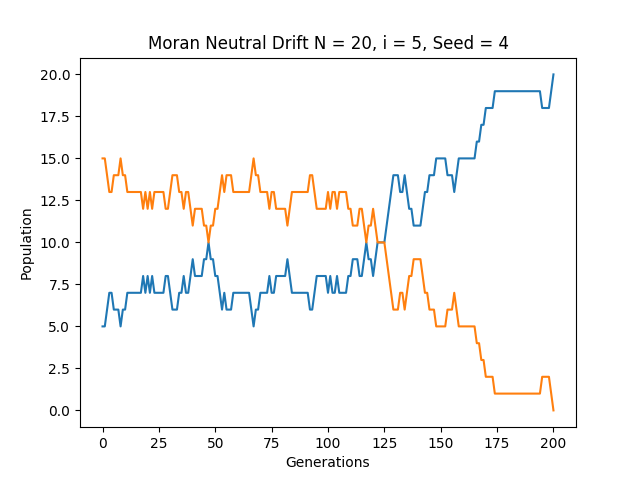 Moran Neutral Drift N = 20, i = 5, Seed = 4
20.0
17.5
15.0
12.5
10.0
7.5
5.0
2.5
0.0
Population
0 25 50 75 100 125 150 175 200
Generations